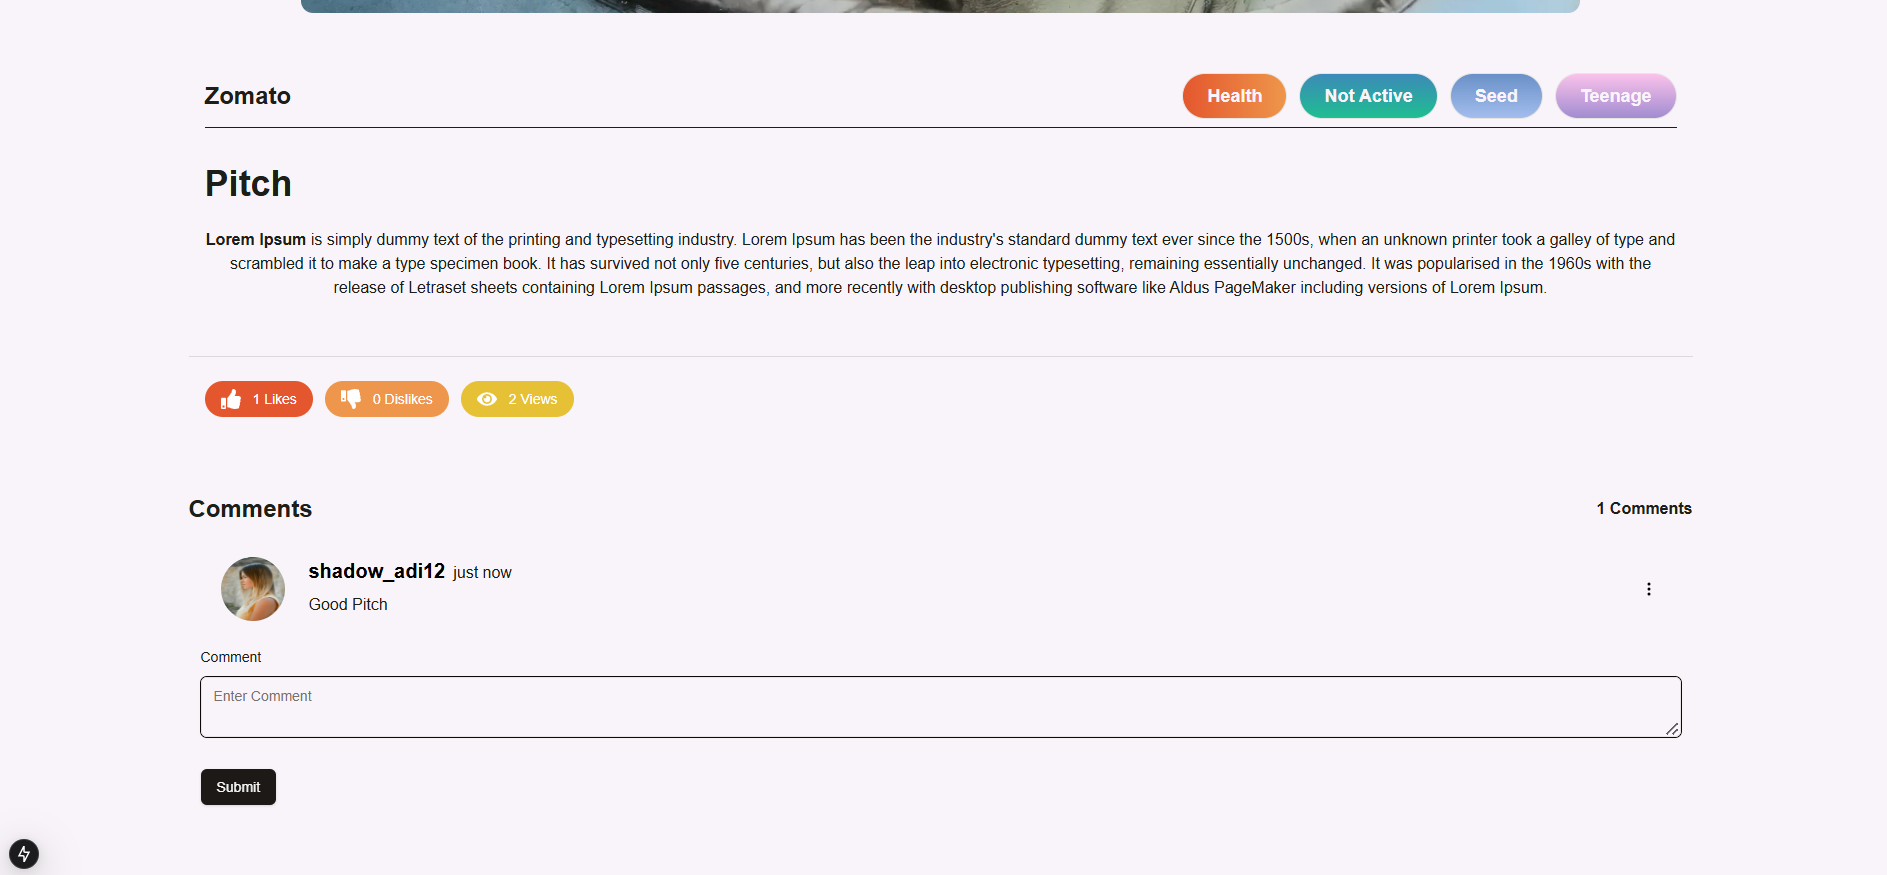 Zomato
Health
Not Active
Seed
Teenage
Pitch
Lorem Ipsum is simply dummy text of the printing and typesetting industry. Lorem Ipsum has been the industry's standard dummy text ever since the 1500s, when an unknown printer took a galley of type and
scrambled it to make a type specimen book. It has survived not only five centuries, but also the leap into electronic typesetting, remaining essentially unchanged. It was popularised in the 1960s with the
release of Letraset sheets containing Lorem Ipsum passages, and more recently with desktop publishing software like Aldus PageMaker including versions of Lorem Ipsum.
1 Likes
0 Dislikes
2 Views
Comments
1 Comments
shadow_adi12 just now
Good Pitch
Comment
Enter Comment
Submit